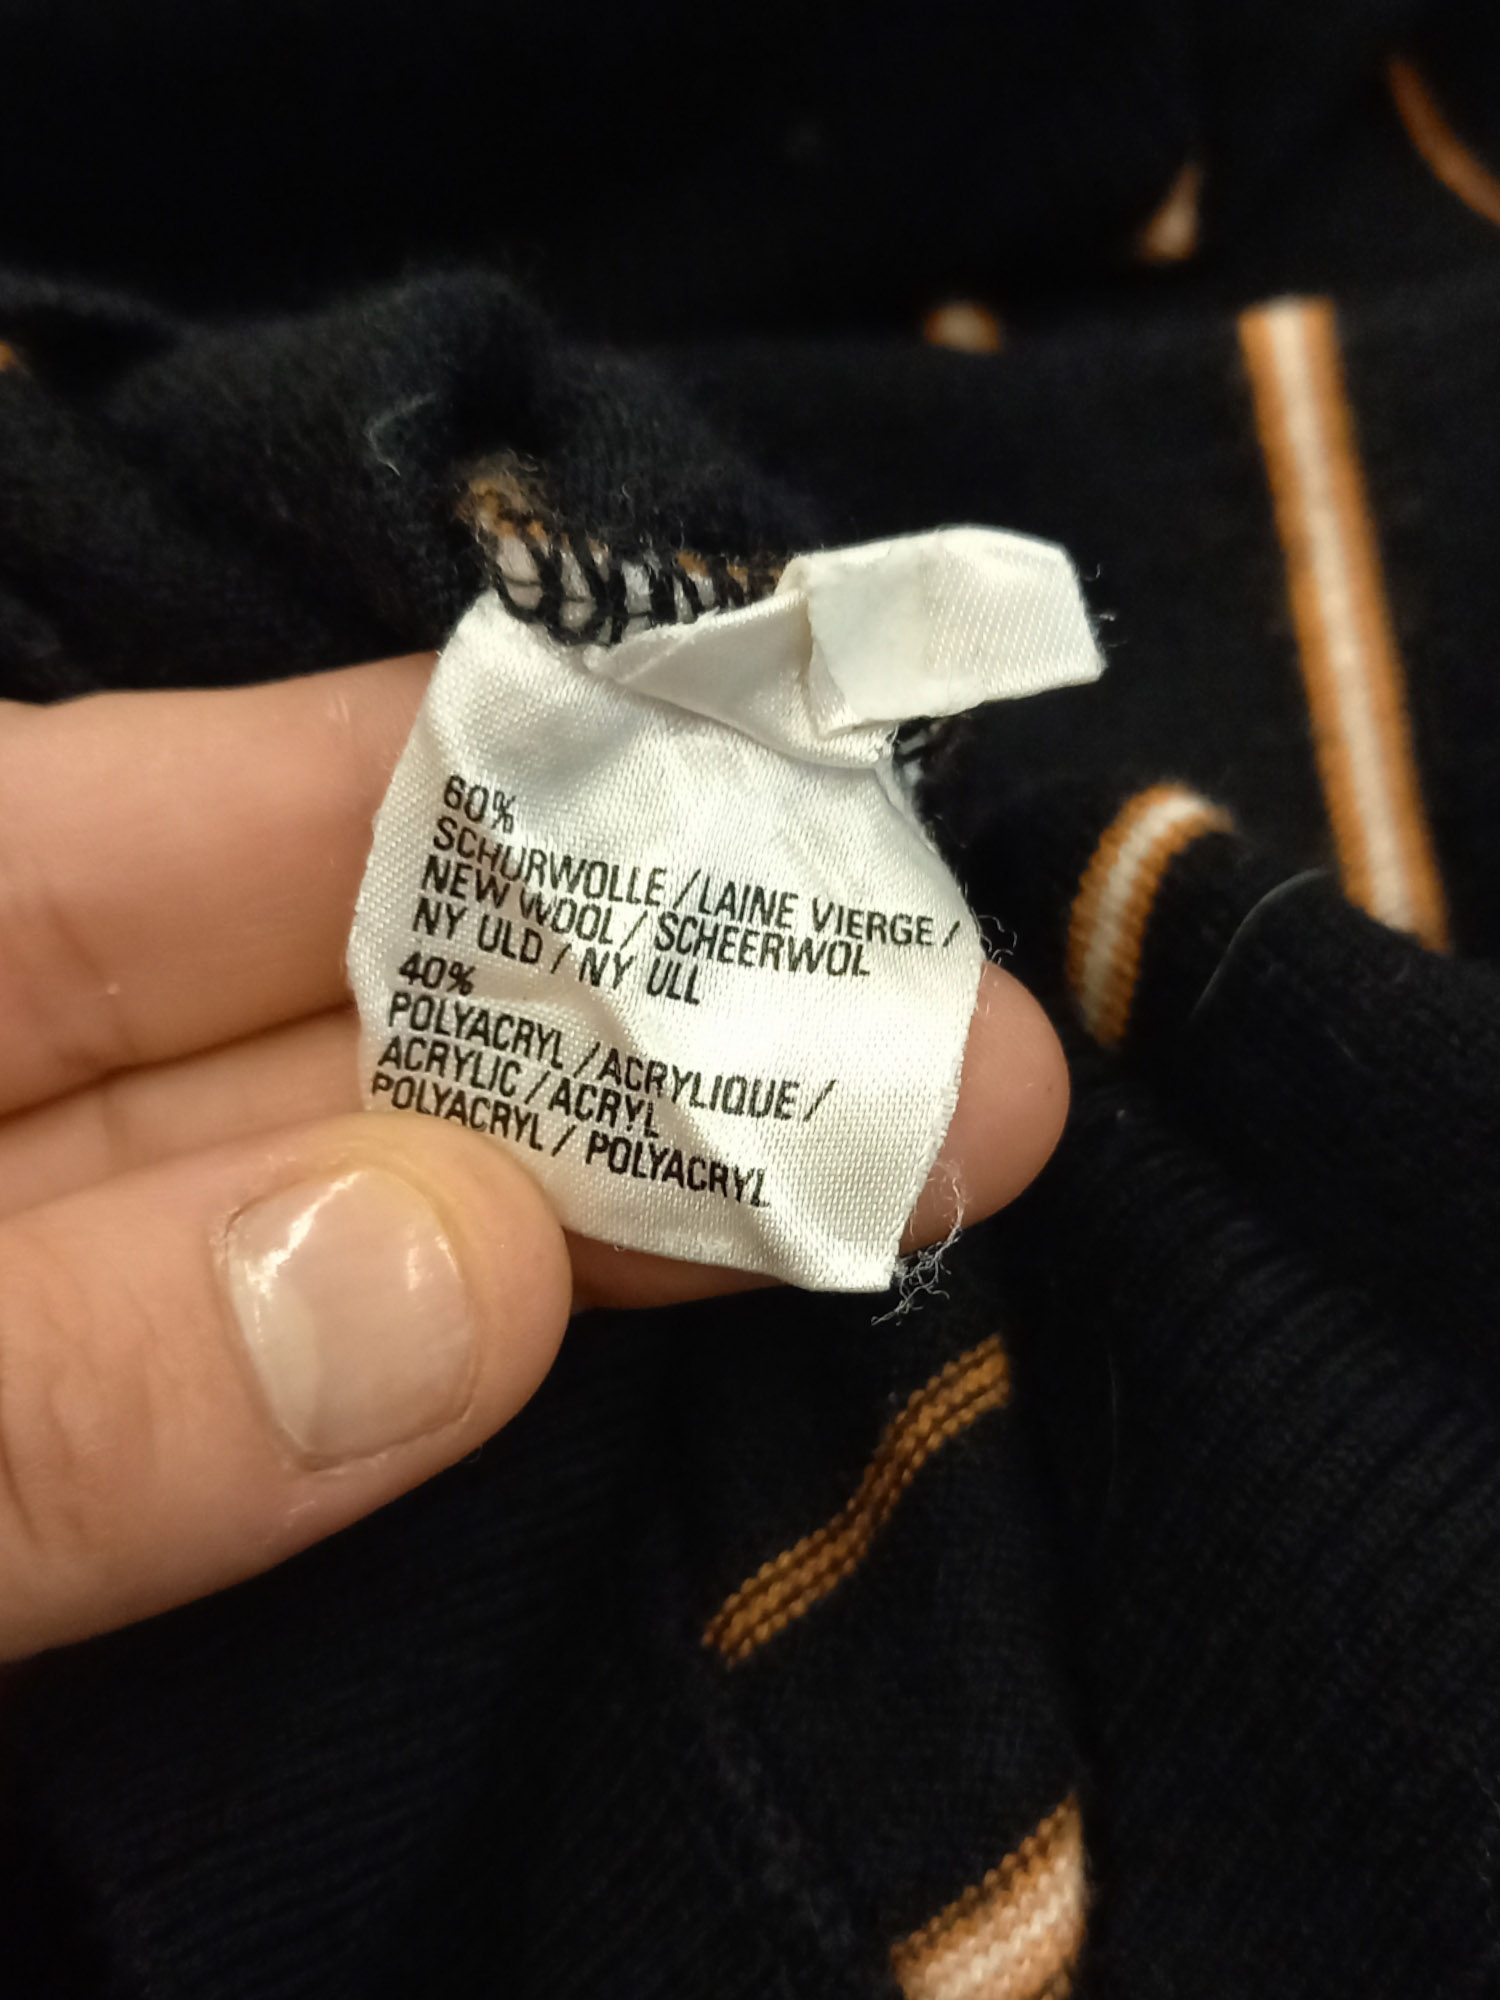 60%
SCHURWOLLE / LAINE VIERGE /
NEW WOOL / SCHEERWOL
NY ULD / NY ULL
40%
POLYACRYL / ACRYLIQUE /
ACRYLIC / ACRYL
POLYACRYL / POLYACRYL